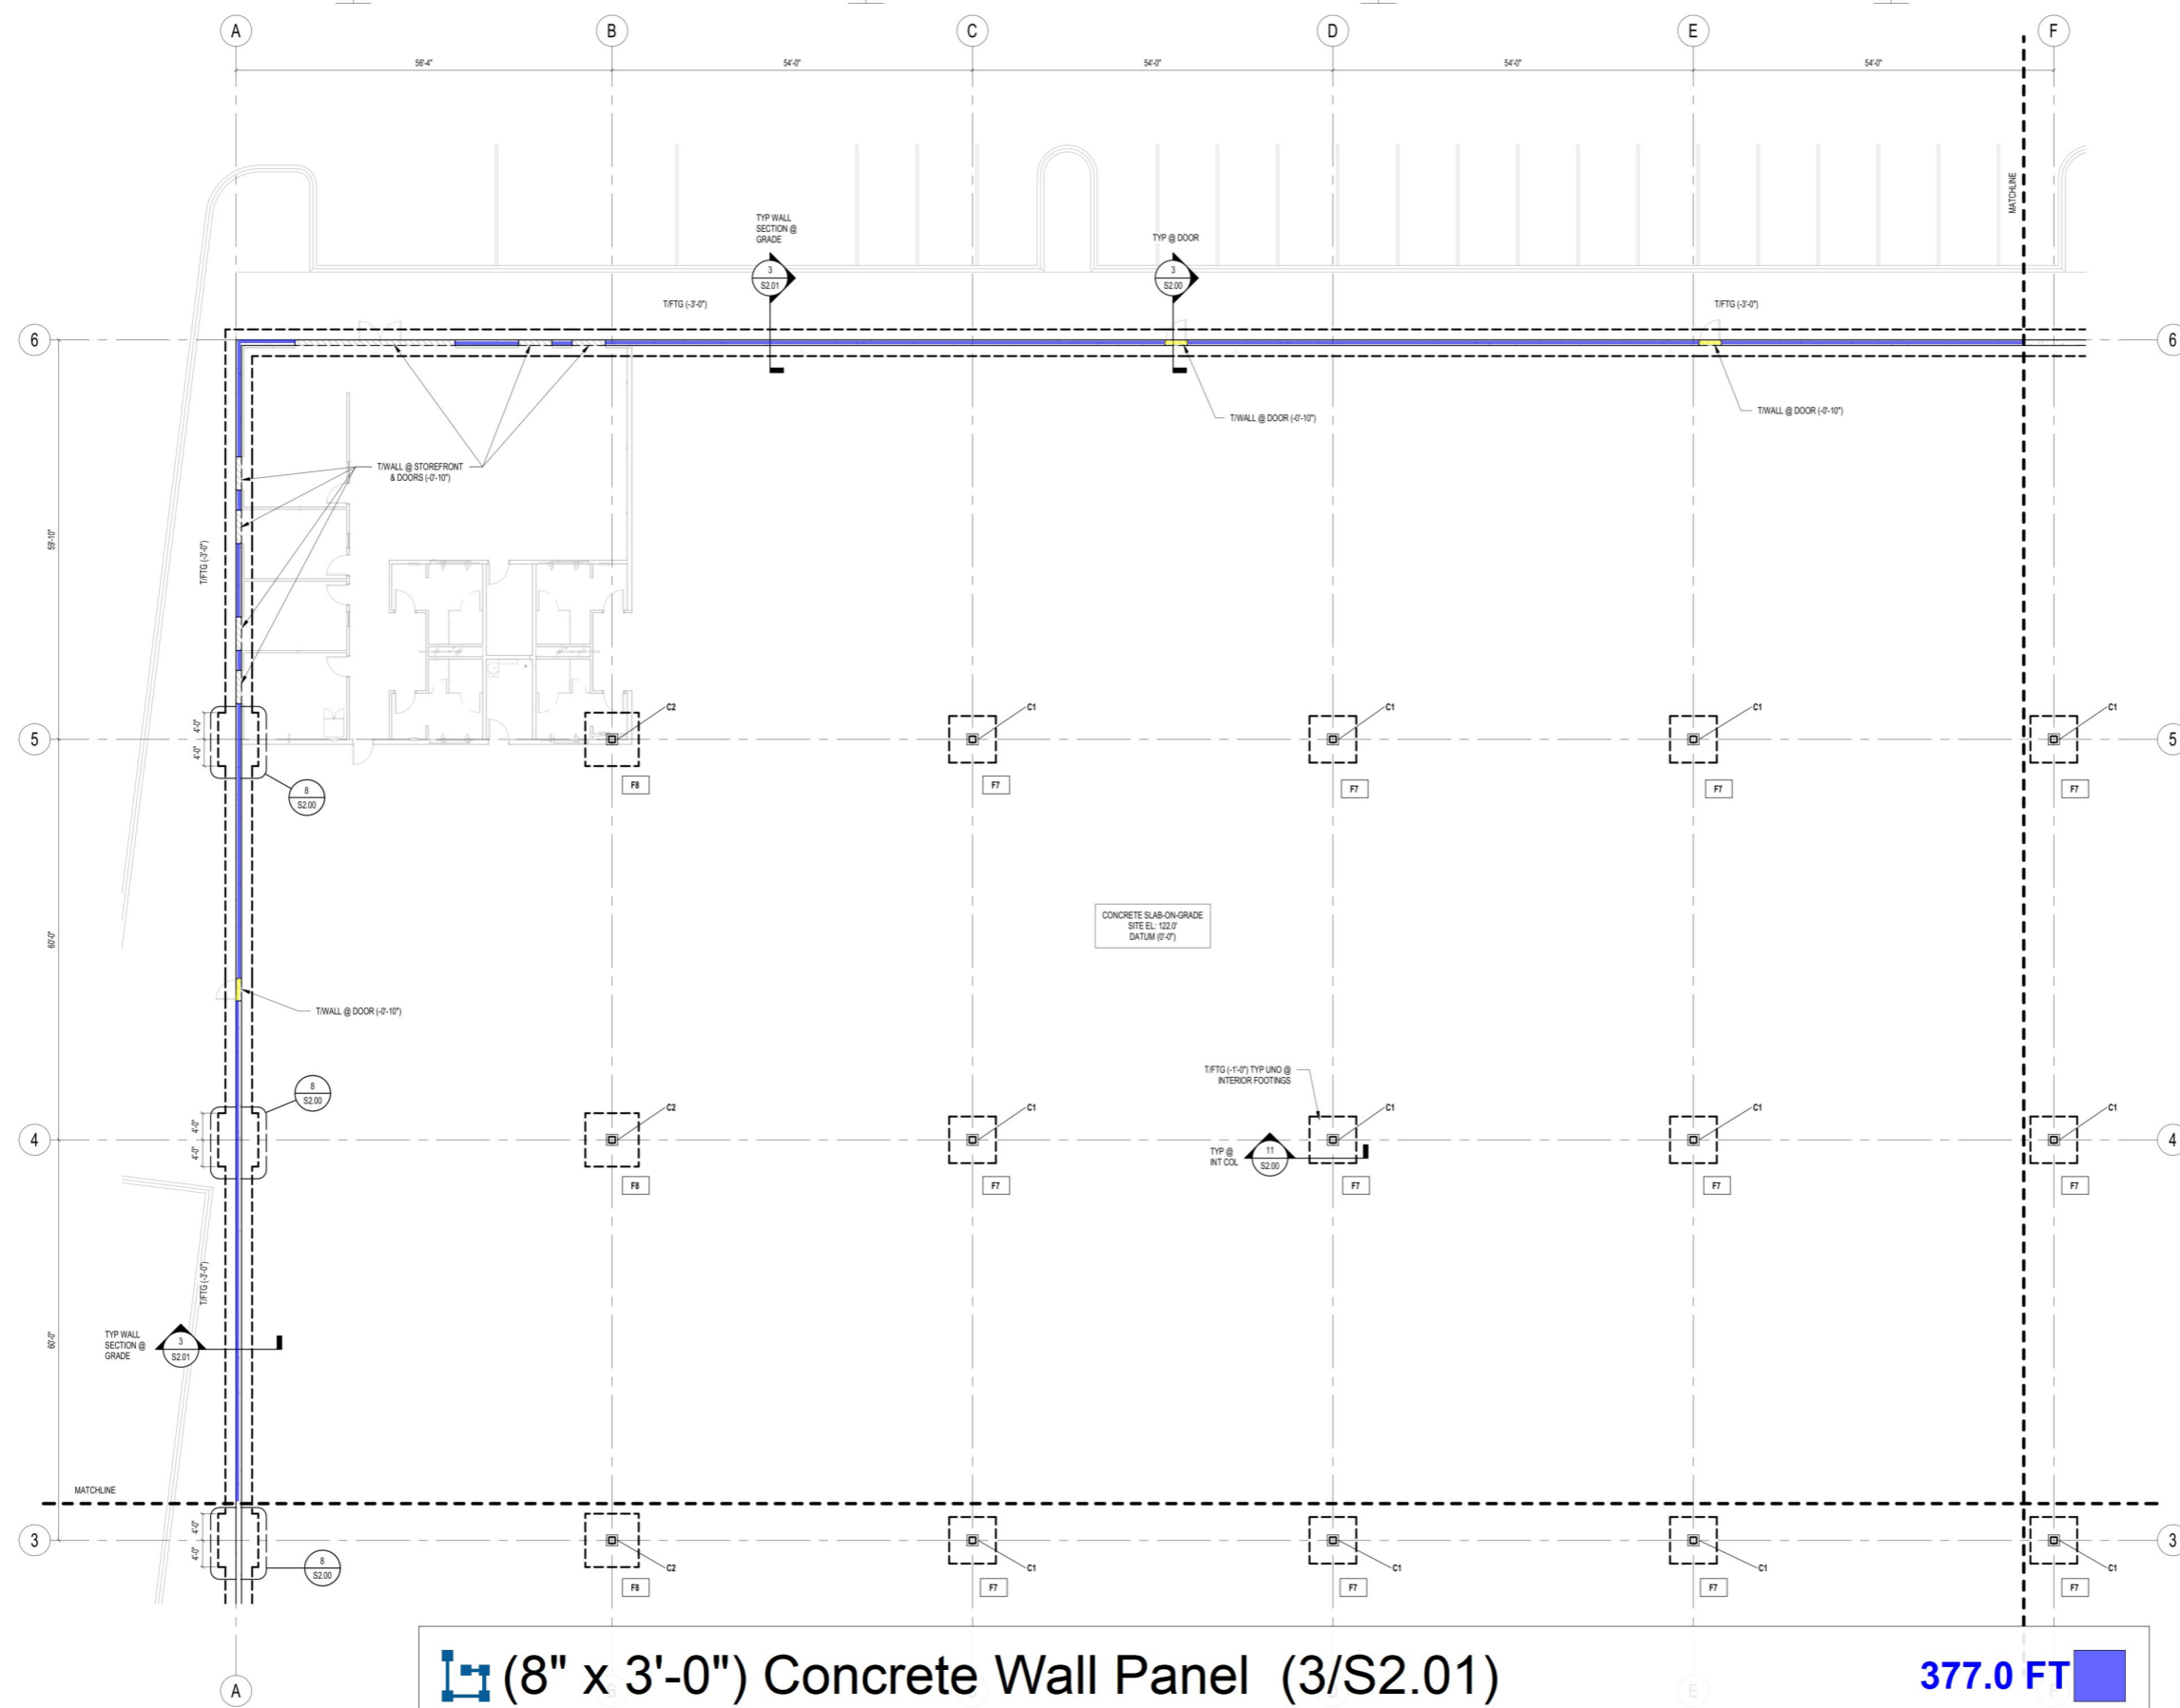 A B C D E F
56'-4" 54'-0" 54'-0" 54'-0" 54'-0"
MATCHLINE
TYP WALL
SECTION @
GRADE
3
S2.01
TYP @ DOOR
3
S2.00
T/FTG (-3'-0")
T/FTG (-3'-0")
6 6
T/WALL @ DOOR (-0'-10")
T/WALL @ DOOR (-0'-10")
T/WALL @ STOREFRONT
& DOORS (-0'-10")
59'-10"
T/FTG (-3'-0")
4'-0"
4'-0"
C2 C1 C1 C1 C1
5 5
F8 F7 F7 F7 F7
8
S2.00
CONCRETE SLAB-ON-GRADE
SITE EL: 122.0'
DATUM (0'-0")
60'-0"
T/WALL @ DOOR (-0'-10")
8
S2.00
T/FTG (-1'-0") TYP UNO @
INTERIOR FOOTINGS
4'-0"
4'-0"
C2 C1 C1 C1 C1
4 4
TYP @
INT COL
11
S2.00
F8 F7 F7 F7 F7
T/FTG (-3'-0")
60'-0"
TYP WALL
SECTION @
GRADE
3
S2.01
MATCHLINE
4'-0"
4'-0"
3 3
C2 C1 C1 C1 C1
8
S2.00
F8 F7 F7 F7 F7
(8" x 3'-0") Concrete Wall Panel (3/S2.01) 377.0 FT
A E